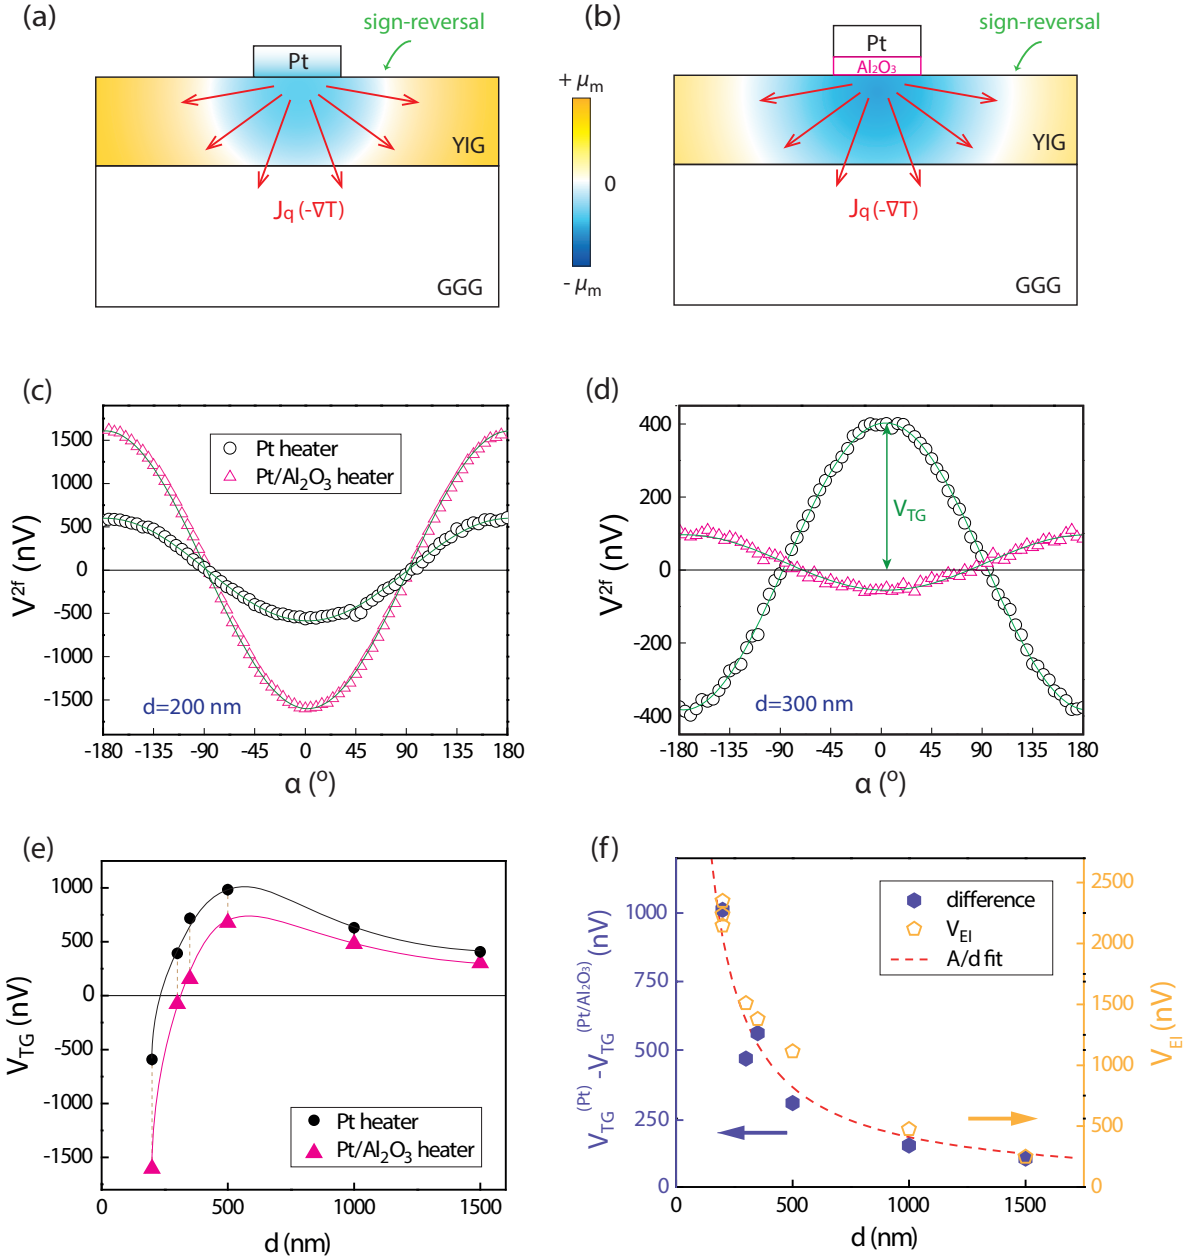 (a)
sign-reversal
Pt
YIG
Jq (-∇T)
GGG
+ μm
0
- μm
(b)
sign-reversal
Pt
Al2O3
YIG
Jq (-∇T)
GGG
(c)
V2f (nV)
1500
1000
500
0
-500
-1000
-1500
Pt heater
Pt/Al2O3 heater
d=200 nm
-180 -135 -90 -45 0 45 90 135 180
α (o)
(d)
V2f (nV)
400
200
0
-200
-400
VTG
d=300 nm
-180 -135 -90 -45 0 45 90 135 180
α (o)
(e)
VTG (nV)
1000
500
0
-500
-1000
-1500
Pt heater
Pt/Al2O3 heater
0 500 1000 1500
d (nm)
(f)
VTG(Pt) -VTG(Pt/Al2O3) (nV)
1000
750
500
250
0
difference
VEI
A/d fit
2500
2000
1500
1000
500
0
VEI (nV)
0 500 1000 1500
d (nm)